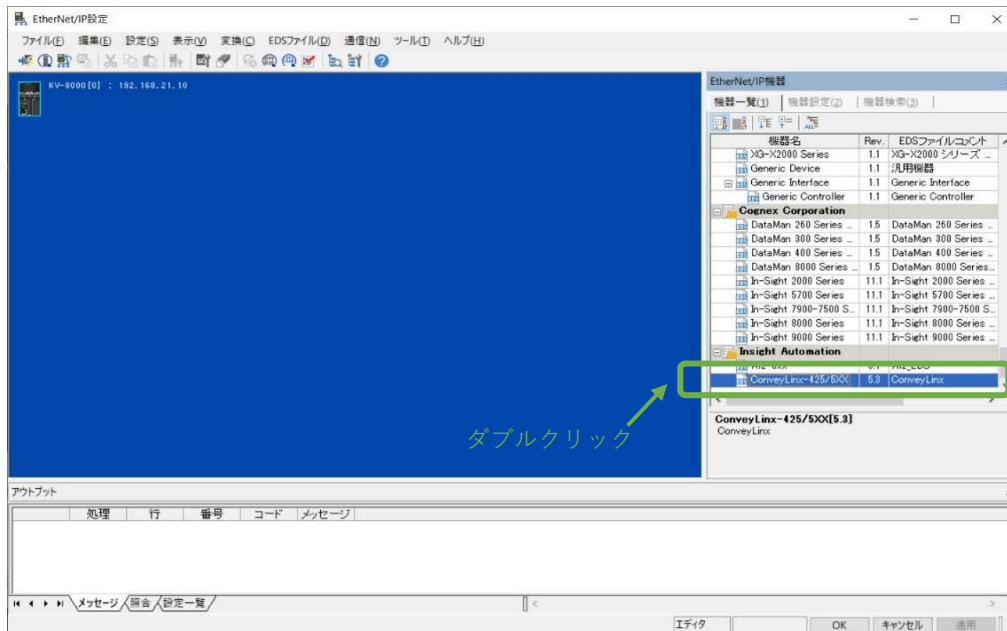 EtherNet/IP設定
ファイル(F) 編集(E) 設定(S) 表示(V) 変換(C) EDSファイル(D) 通信(N) ツール(T) ヘルプ(H)
KV-8000[0] : 192.168.21.10
EtherNet/IP機器
機器一覧(1) 機器設定(2) 機器検索(3)
機器名 Rev. EDSファイルコメント
XG-X2000 Series 1.1 XG-X2000 シリーズ ...
Generic Device 1.1 汎用機器
Generic Interface 1.1 Generic Interface
Generic Controller 1.1 Generic Controller
Cognex Corporation
DataMan 260 Series ... 1.5 DataMan 260 Series ...
DataMan 300 Series ... 1.5 DataMan 300 Series ...
DataMan 400 Series ... 1.5 DataMan 400 Series ...
DataMan 8000 Series ... 1.5 DataMan 8000 Series...
In-Sight 2000 Series 11.1 In-Sight 2000 Series ...
In-Sight 5700 Series 11.1 In-Sight 5700 Series ...
In-Sight 7900-7500 S... 11.1 In-Sight 7900-7500 S...
In-Sight 8000 Series 11.1 In-Sight 8000 Series ...
In-Sight 9000 Series 11.1 In-Sight 9000 Series ...
Insight Automation
ConveyLinx-425/5XX 5.3 ConveyLinx
ConveyLinx-425/5XX[5.3]
ConveyLinx
ダブルクリック
アウトプット
処理 行 番号 コード メッセージ
メッセージ 照合 設定一覧
エディタ OK キャンセル 適用